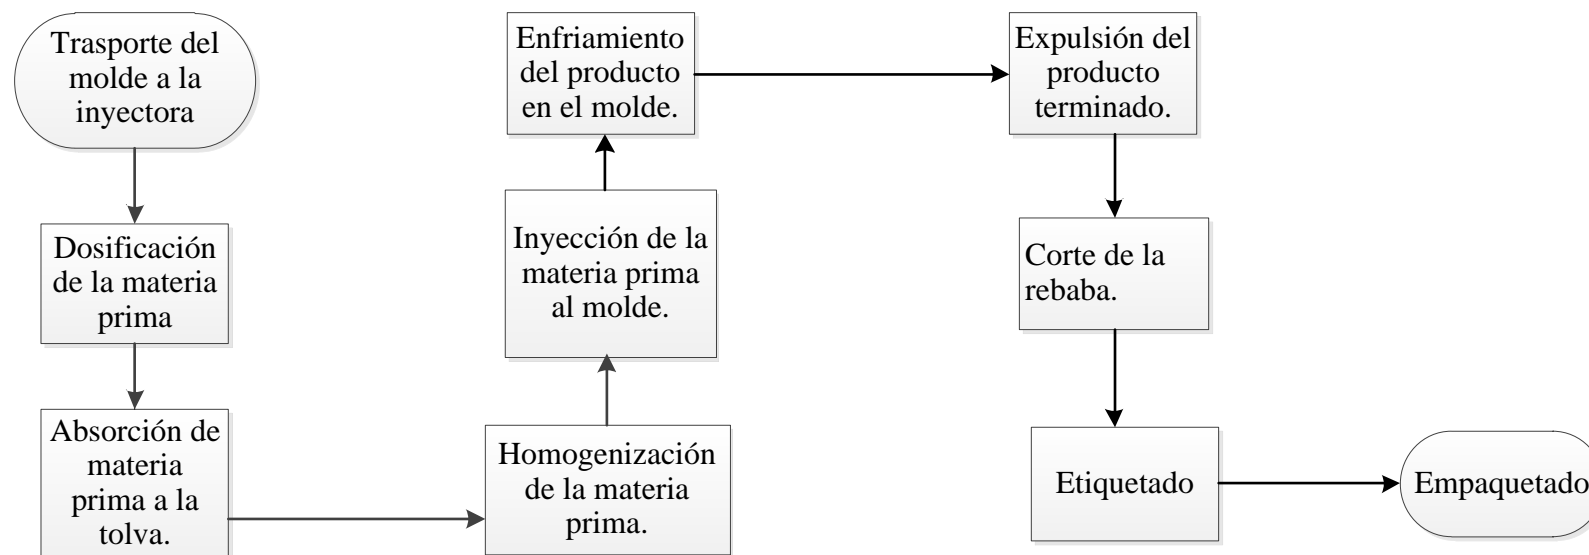 Trasporte del
molde a la
inyectora
Dosificación
de la materia
prima
Absorción de
materia
prima a la
tolva.
Homogenización
de la materia
prima.
Inyección de la
materia prima
al molde.
Enfriamiento
del producto
en el molde.
Expulsión del
producto
terminado.
Corte de la
rebaba.
Etiquetado
Empaquetado